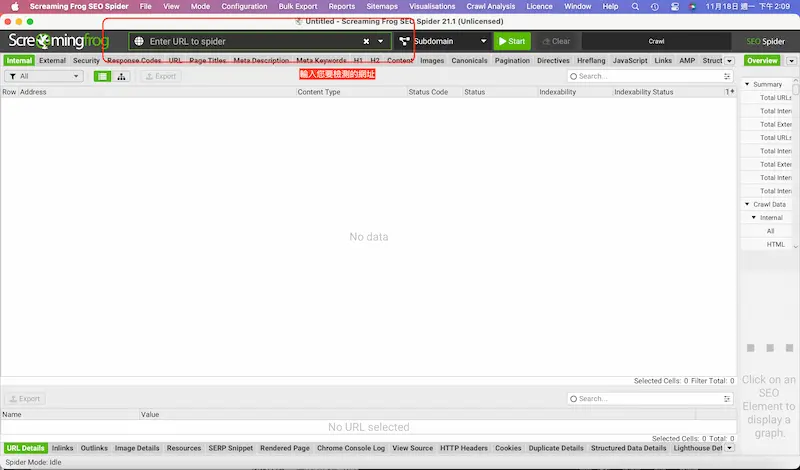 Screaming Frog SEO Spider File View Mode Configuration Bulk Export Reports Sitemaps Visualisations Crawl Analysis Licence Window Help 11月18日 週一 下午 2:09
Untitled - Screaming Frog SEO Spider 21.1 (Unlicensed)
Screamingfrog Enter URL to spider Subdomain Start Clear Crawl SEO Spider
Internal External Security Response Codes URL Page Titles Meta Description Meta Keywords H1 H2 Content Images Canonicals Pagination Directives Hreflang JavaScript Links AMP Struct Overview
All Export 輸入您要檢測的網址 Search...
Row Address Content Type Status Code Status Indexability Indexability Status
Summary
Total URLs
Total Inter
Total Exter
Total URLs
Total Inter
Total Exter
Total Inter
Total Inter
Crawl Data
Internal
All
HTML
No data
Selected Cells: 0 Filter Total: 0
Click on an
SEO
Element to
display a
graph.
Export Search...
Name Value
No URL selected
Selected Cells: 0 Total: 0
URL Details Inlinks Outlinks Image Details Resources SERP Snippet Rendered Page Chrome Console Log View Source HTTP Headers Cookies Duplicate Details Structured Data Details Lighthouse Det
Spider Mode: Idle